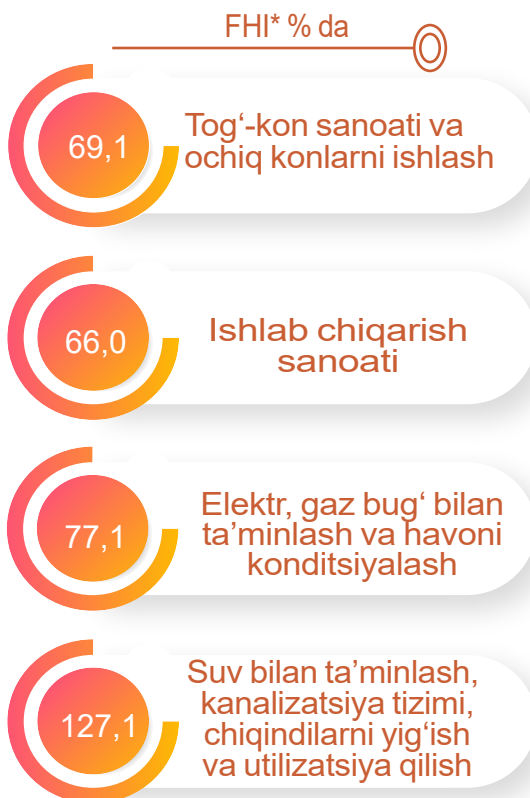 FHI* % da
69,1
Tog‘-kon sanoati va
ochiq konlarni ishlash
66,0
Ishlab chiqarish
sanoati
77,1
Elektr, gaz bug‘ bilan
ta’minlash va havoni
konditsiyalash
127,1
Suv bilan ta’minlash,
kanalizatsiya tizimi,
chiqindilarni yig‘ish
va utilizatsiya qilish